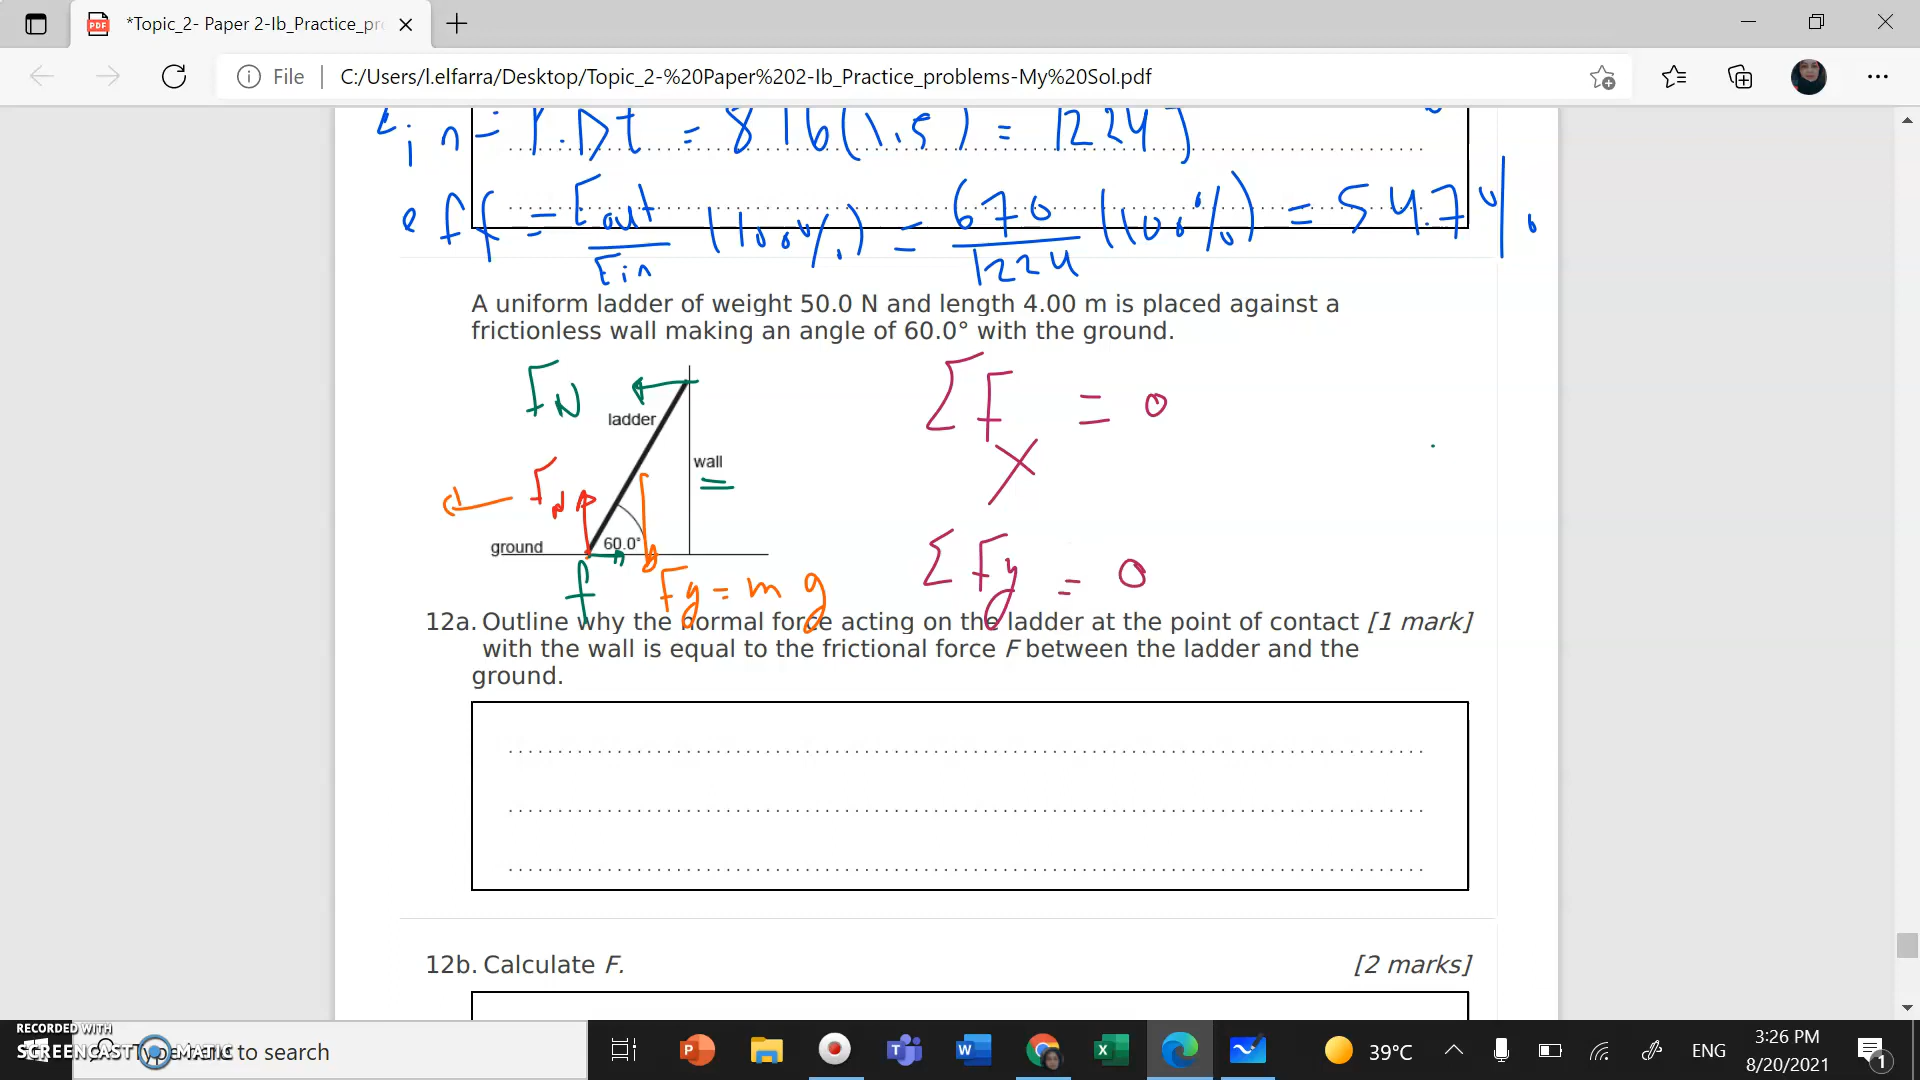 *Topic_2- Paper 2-Ib_Practice_pr
File
C:/Users/l.elfarra/Desktop/Topic_2-%20Paper%202-Ib_Practice_problems-My%20Sol.pdf
in = P.Dt = 816(1.5) = 1224 J
eff = Eout/Ein (100%) = 670/1224 (100%) = 54.7%
A uniform ladder of weight 50.0 N and length 4.00 m is placed against a
frictionless wall making an angle of 60.0° with the ground.
FN
ladder
wall
FN
ground
60.0°
f
Fg = mg
ΣFx = 0
ΣFy = 0
12a. Outline why the normal force acting on the ladder at the point of contact [1 mark]
with the wall is equal to the frictional force F between the ladder and the
ground.
12b. Calculate F. [2 marks]
RECORDED WITH
SCREENCAST MATIC
to search
39°C
ENG
3:26 PM
8/20/2021
1